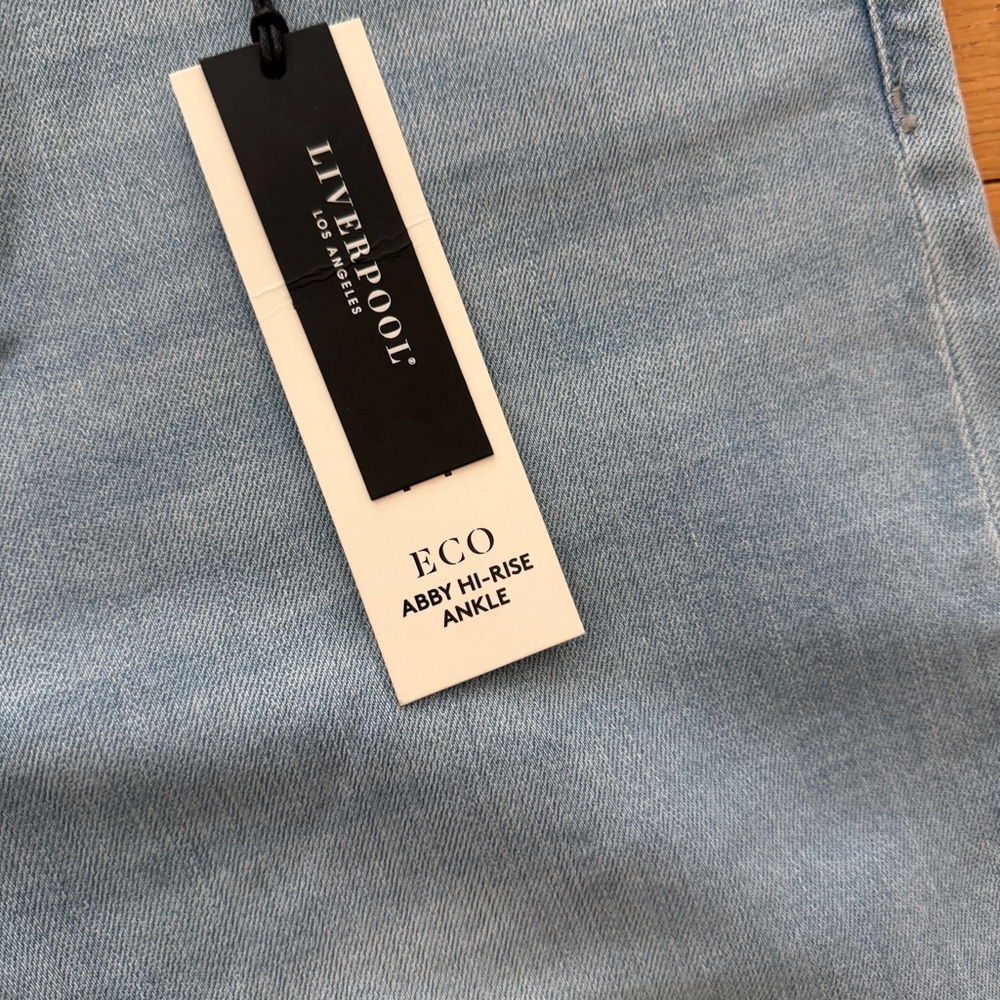 LIVERPOOL®
LOS ANGELES
ECO
ABBY HI-RISE
ANKLE